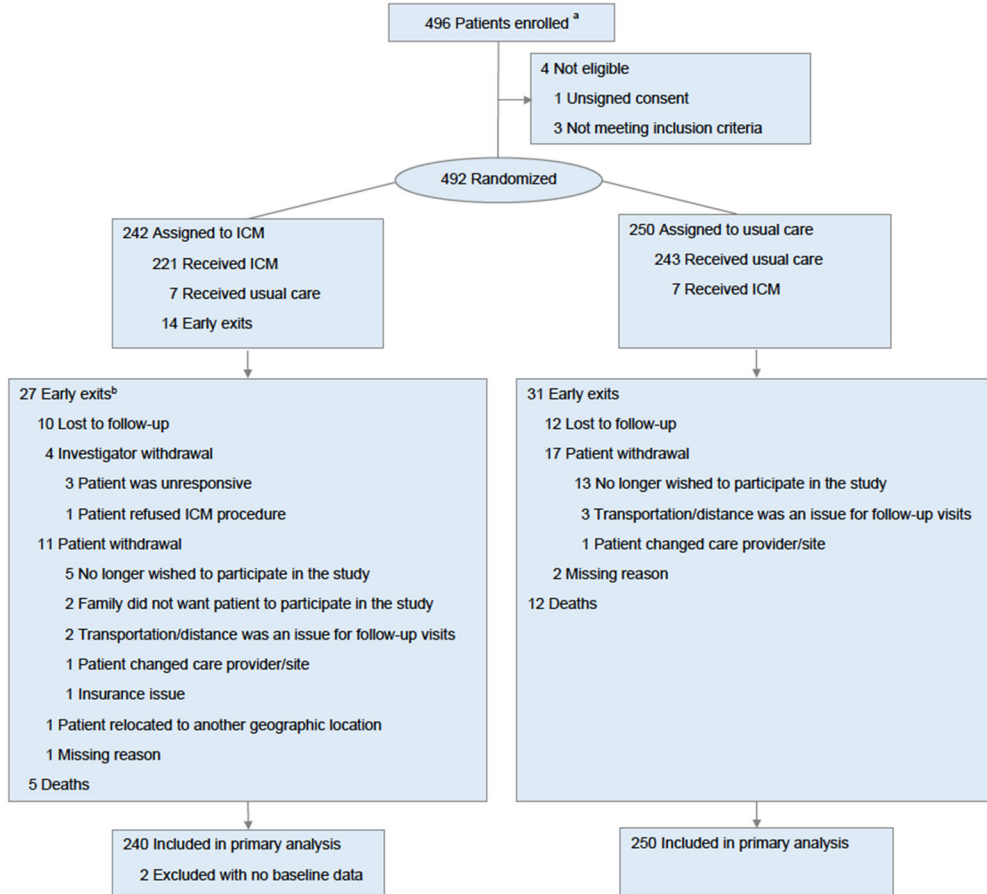 496 Patients enrolled a
4 Not eligible
1 Unsigned consent
3 Not meeting inclusion criteria
492 Randomized
242 Assigned to ICM
221 Received ICM
7 Received usual care
14 Early exits
250 Assigned to usual care
243 Received usual care
7 Received ICM
27 Early exitsb
10 Lost to follow-up
4 Investigator withdrawal
3 Patient was unresponsive
1 Patient refused ICM procedure
11 Patient withdrawal
5 No longer wished to participate in the study
2 Family did not want patient to participate in the study
2 Transportation/distance was an issue for follow-up visits
1 Patient changed care provider/site
1 Insurance issue
1 Patient relocated to another geographic location
1 Missing reason
5 Deaths
31 Early exits
12 Lost to follow-up
17 Patient withdrawal
13 No longer wished to participate in the study
3 Transportation/distance was an issue for follow-up visits
1 Patient changed care provider/site
2 Missing reason
12 Deaths
240 Included in primary analysis
2 Excluded with no baseline data
250 Included in primary analysis